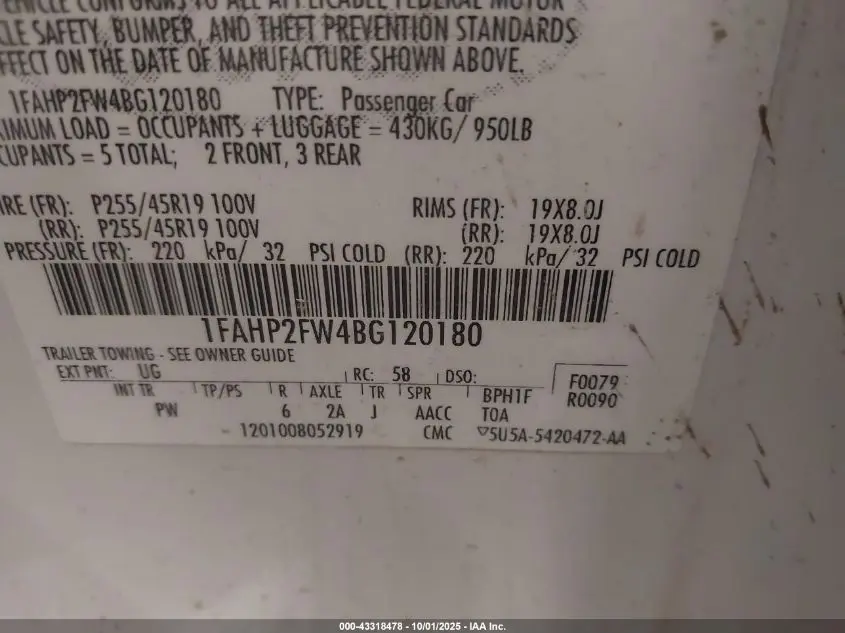 VEHICLE CONFORMS TO ALL APPLICABLE FEDERAL MOTOR
CLE SAFETY, BUMPER, AND THEFT PREVENTION STANDARDS
FFECT ON THE DATE OF MANUFACTURE SHOWN ABOVE.
1FAHP2FW4BG120180 TYPE: Passenger Car
XIMUM LOAD = OCCUPANTS + LUGGAGE = 430KG/ 950LB
CUPANTS = 5 TOTAL; 2 FRONT, 3 REAR
IRE (FR): P255/45R19 100V RIMS (FR): 19X8.0J
(RR): P255/45R19 100V (RR): 19X8.0J
PRESSURE (FR): 220 kPa/ 32 PSI COLD (RR): 220 kPa/ 32 PSI COLD
1FAHP2FW4BG120180
TRAILER TOWING - SEE OWNER GUIDE
EXT PNT: UG RC: 58 DSO: F0079
INT TR TP/PS R AXLE TR SPR BPH1F R0090
PW 6 2A J AACC TOA
- 1201008052919 CMC ▽5U5A-5420472-AA
000-43318478 - 10/01/2025 - IAA Inc.